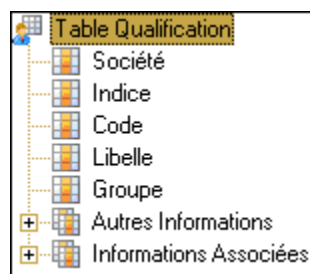 Table Qualification
Société
Indice
Code
Libelle
Groupe
Autres Informations
Informations Associées